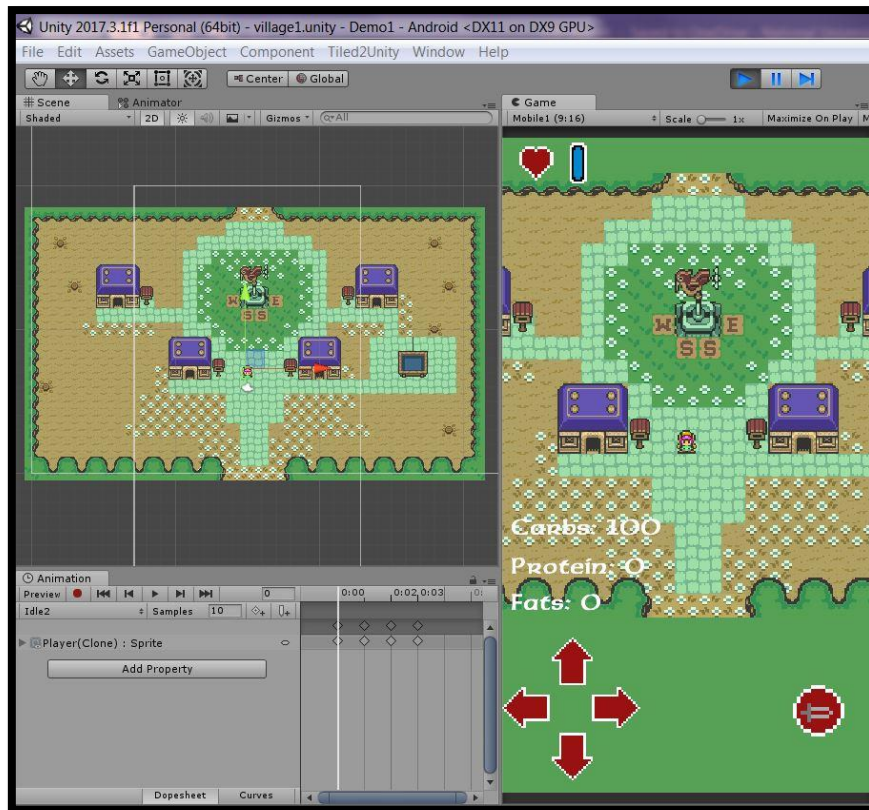 Unity 2017.3.1f1 Personal (64bit) - village1.unity - Demo1 - Android <DX11 on DX9 GPU>
File Edit Assets GameObject Component Tiled2Unity Window Help
Center Global
Scene Animator
Shaded 2D Gizmos All
Game
Mobile1 (9:16) Scale 1x Maximize On Play M
W E
S S
W E
S S
Carbs: 100
Protein: 0
Fats: 0
Animation
Preview 0 0:00 0:02 0:03
Idle2 Samples 10
Player(Clone) : Sprite
Add Property
Dopesheet Curves